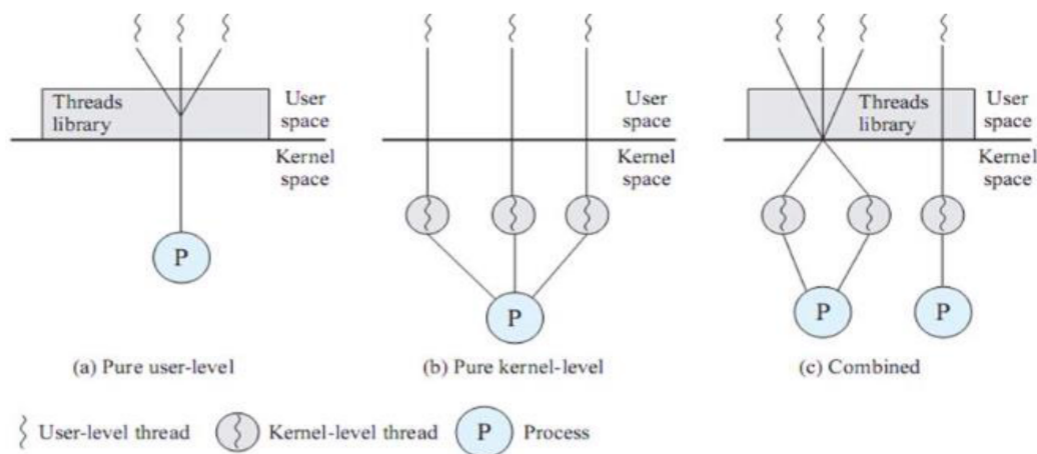 Threads
library
User
space
Kernel
space
P
(a) Pure user-level
User
space
Kernel
space
P
(b) Pure kernel-level
Threads
library
User
space
Kernel
space
P
P
(c) Combined
User-level thread
Kernel-level thread
P
Process